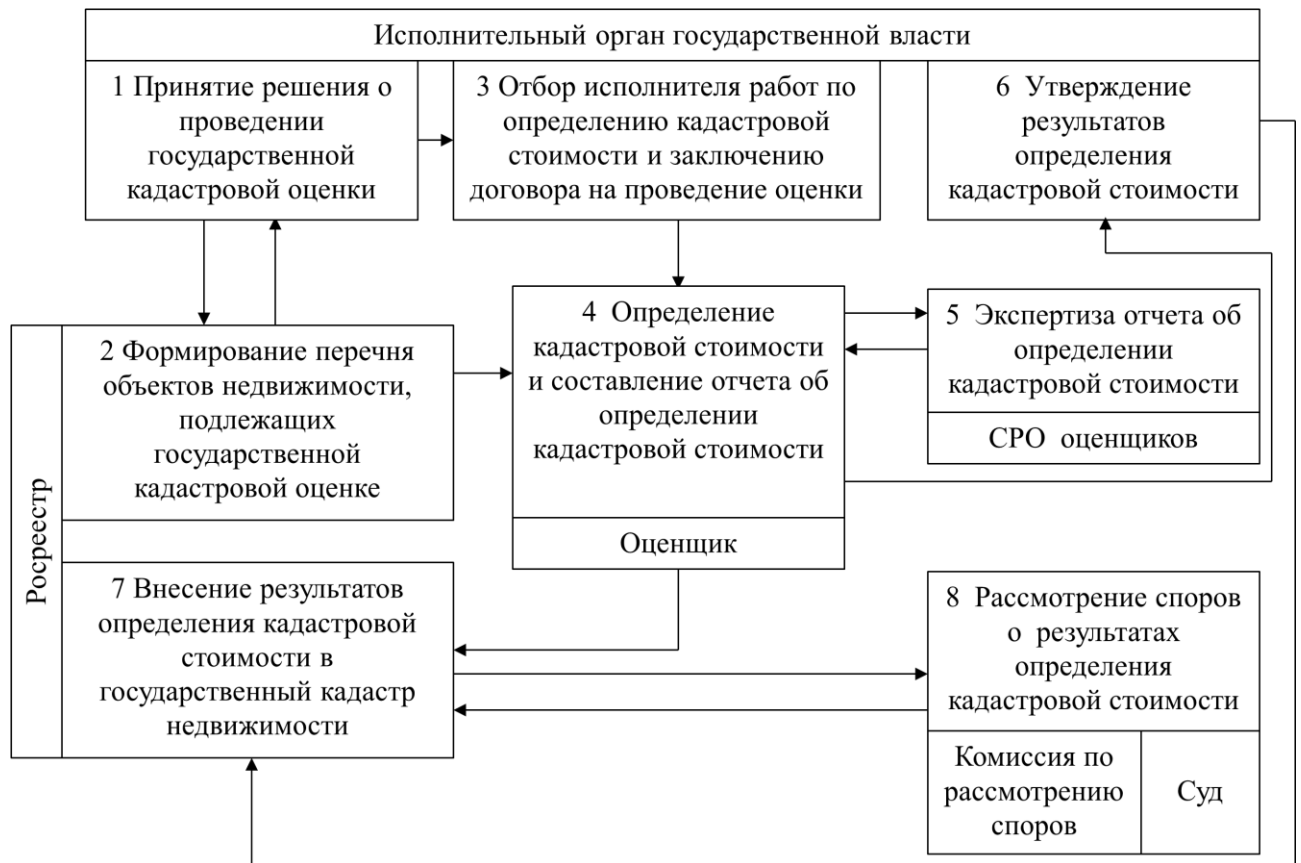 Исполнительный орган государственной власти
1 Принятие решения о
проведении
государственной
кадастровой оценки
3 Отбор исполнителя работ по
определению кадастровой
стоимости и заключению
договора на проведение оценки
6 Утверждение
результатов
определения
кадастровой стоимости
Росреестр
2 Формирование перечня
объектов недвижимости,
подлежащих
государственной
кадастровой оценке
4 Определение
кадастровой стоимости
и составление отчета об
определении
кадастровой стоимости
Оценщик
5 Экспертиза отчета об
определении
кадастровой стоимости
СРО оценщиков
7 Внесение результатов
определения кадастровой
стоимости в
государственный кадастр
недвижимости
8 Рассмотрение споров
о результатах
определения
кадастровой стоимости
Комиссия по
рассмотрению
споров
Суд